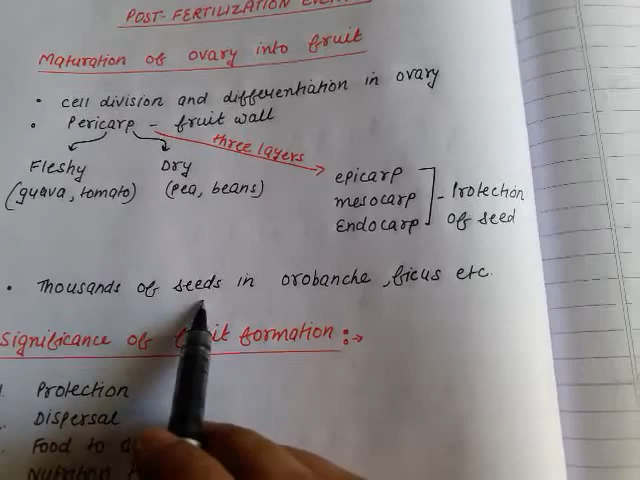 POST-FERTILIZATION
Maturation of ovary into fruit
• cell division and differentiation in ovary
• Pericarp - fruit wall
three layers
Fleshy
(guava, tomato)
Dry
(pea, beans)
epicarp
mesocarp
Endocarp
- Protection
of seed
• Thousands of seeds in orobanche, ficus etc.
Significance of fruit formation :-
Protection
Dispersal
Food to
Nutrition